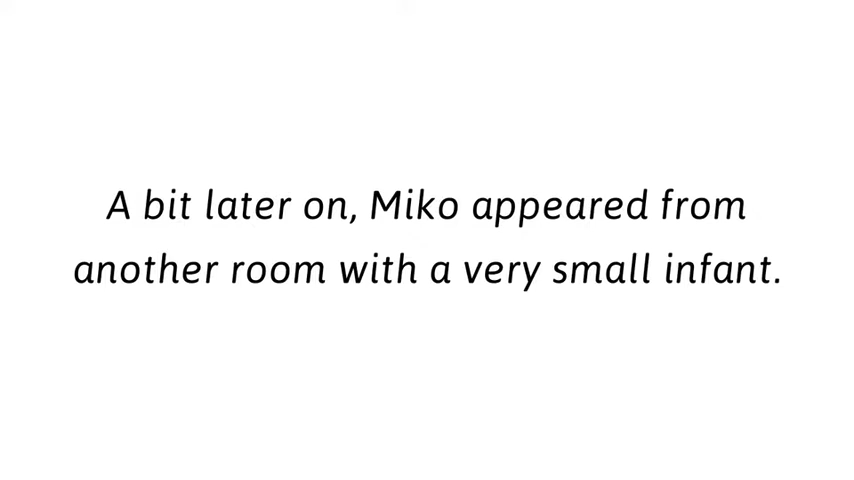 A bit later on, Miko appeared from
another room with a very small infant.